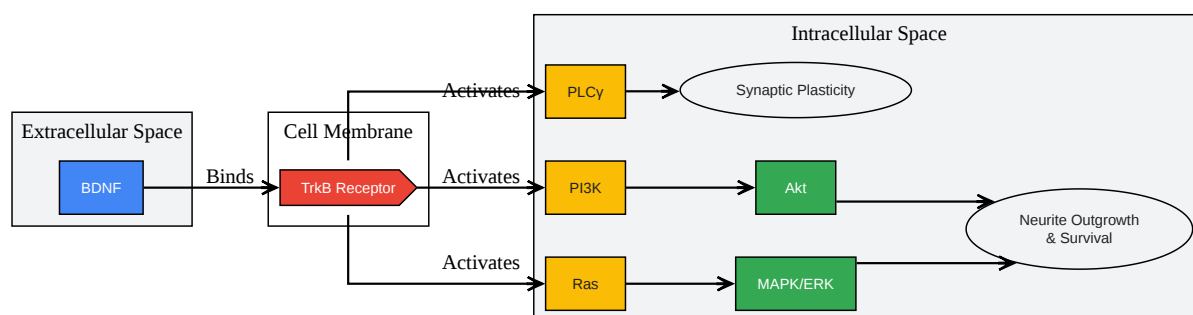 Intracellular Space
Activates
PLCγ
Synaptic Plasticity
Extracellular Space
Cell Membrane
BDNF
Binds
TrkB Receptor
Activates
PI3K
Akt
Neurite Outgrowth
& Survival
Activates
Ras
MAPK/ERK